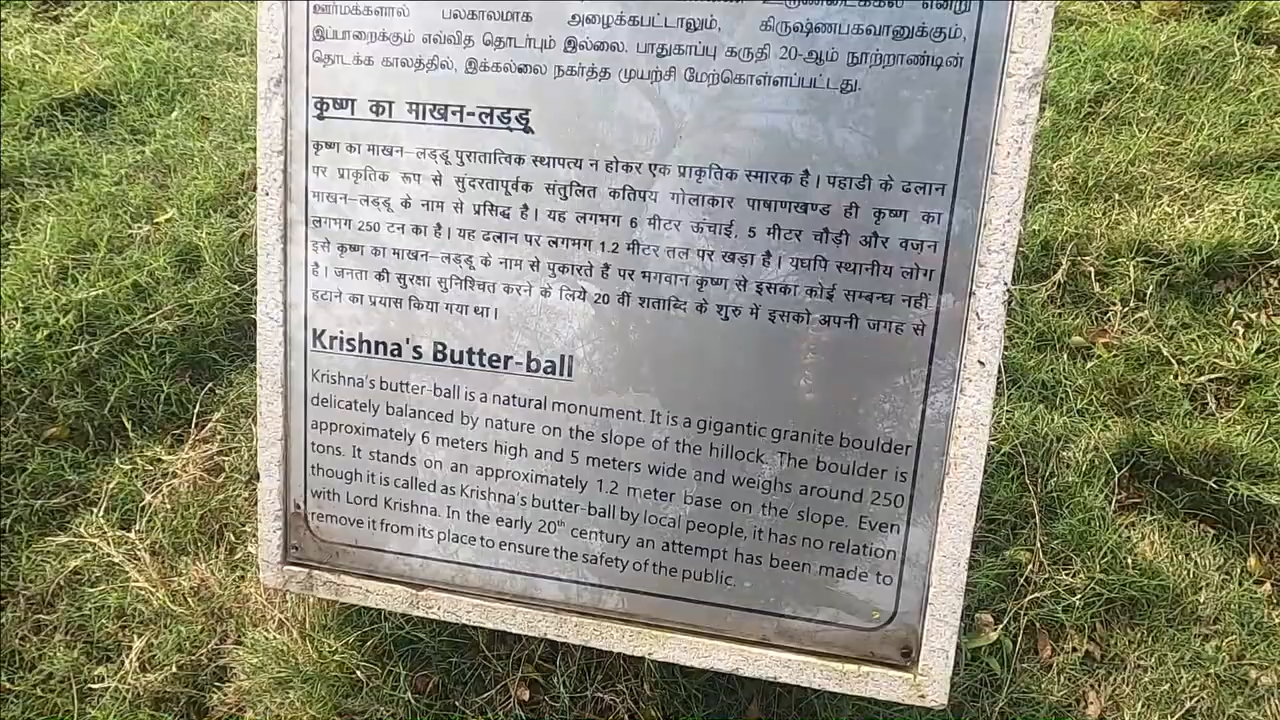 ஊர்மக்களால் பலகாலமாக அழைக்கபட்டாலும், கிருஷ்ணபகவானுக்கும்,
இப்பாறைக்கும் எவ்வித தொடர்பும் இல்லை. பாதுகாப்பு கருதி 20-ஆம் நூற்றாண்டின்
தொடக்க காலத்தில், இக்கல்லை நகர்த்த முயற்சி மேற்கொள்ளப்பட்டது.
कृष्ण का माखन-लड्डू
कृष्ण का माखन-लड्डू पुरातात्विक स्थापत्य न होकर एक प्राकृतिक स्मारक है। पहाडी के ढलान
पर प्राकृतिक रूप से सुंदरतापूर्वक संतुलित कतिपय गोलाकार पाषाणखण्ड ही कृष्ण का
माखन-लड्डू के नाम से प्रसिद्ध है। यह लगभग 6 मीटर ऊंचाई, 5 मीटर चौड़ी और वज़न
लगभग 250 टन का है। यह ढलान पर लगभग 1.2 मीटर तल पर खड़ा है। यघपि स्थानीय लोग
इसे कृष्ण का माखन-लड्डू के नाम से पुकारते हैं पर भगवान कृष्ण से इसका कोई सम्बन्ध नहीं
है। जनता की सुरक्षा सुनिश्चित करने के लिये 20 वीं शताब्दि के शुरु में इसको अपनी जगह से
हटाने का प्रयास किया गया था।
Krishna's Butter-ball
Krishna's butter-ball is a natural monument. It is a gigantic granite boulder
delicately balanced by nature on the slope of the hillock. The boulder is
approximately 6 meters high and 5 meters wide and weighs around 250
tons. It stands on an approximately 1.2 meter base on the slope. Even
though it is called as Krishna's butter-ball by local people, it has no relation
with Lord Krishna. In the early 20th century an attempt has been made to
remove it from its place to ensure the safety of the public.